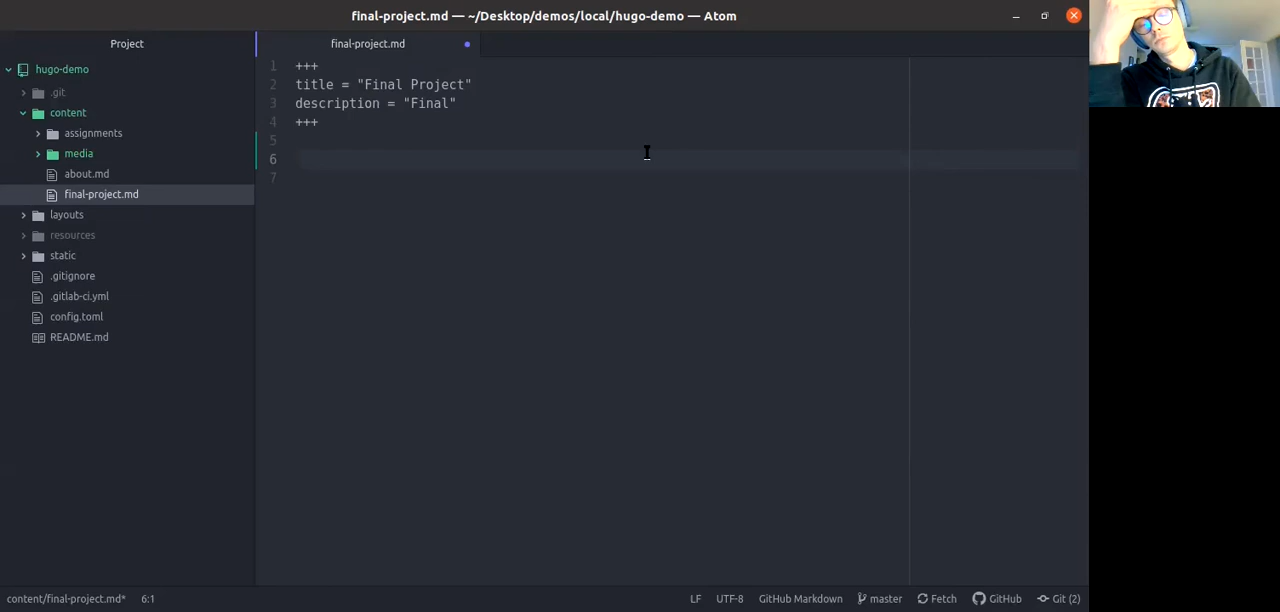 final-project.md — ~/Desktop/demos/local/hugo-demo — Atom
Project
final-project.md
hugo-demo
.git
content
assignments
media
about.md
final-project.md
layouts
resources
static
.gitignore
.gitlab-ci.yml
config.toml
README.md
1 +++
2 title = "Final Project"
3 description = "Final"
4 +++
5
6
7
content/final-project.md* 6:1 LF UTF-8 GitHub Markdown master Fetch GitHub Git (2)